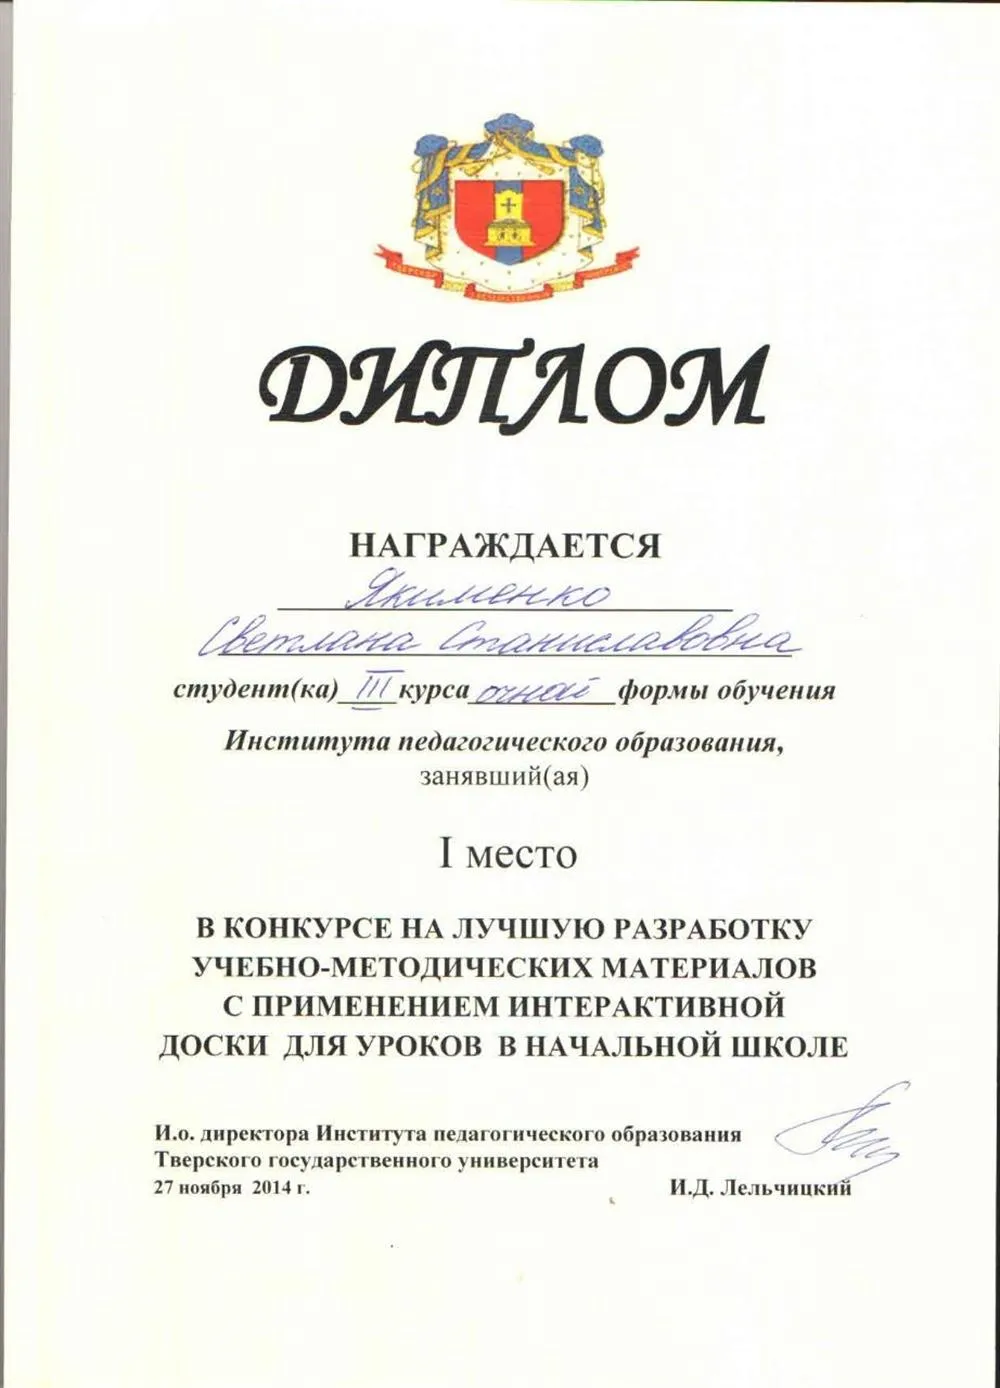 ТВЕРСКОЙ ГОСУДАРСТВЕННЫЙ
ДИПЛОМ
НАГРАЖДАЕТСЯ
Якименко
Светлана Станиславовна
студент(ка) III курса очной формы обучения
Института педагогического образования,
занявший(ая)
I место
В КОНКУРСЕ НА ЛУЧШУЮ РАЗРАБОТКУ
УЧЕБНО-МЕТОДИЧЕСКИХ МАТЕРИАЛОВ
С ПРИМЕНЕНИЕМ ИНТЕРАКТИВНОЙ
ДОСКИ ДЛЯ УРОКОВ В НАЧАЛЬНОЙ ШКОЛЕ
И.о. директора Института педагогического образования
Тверского государственного университета
27 ноября 2014 г.
И.Д. Лельчицкий